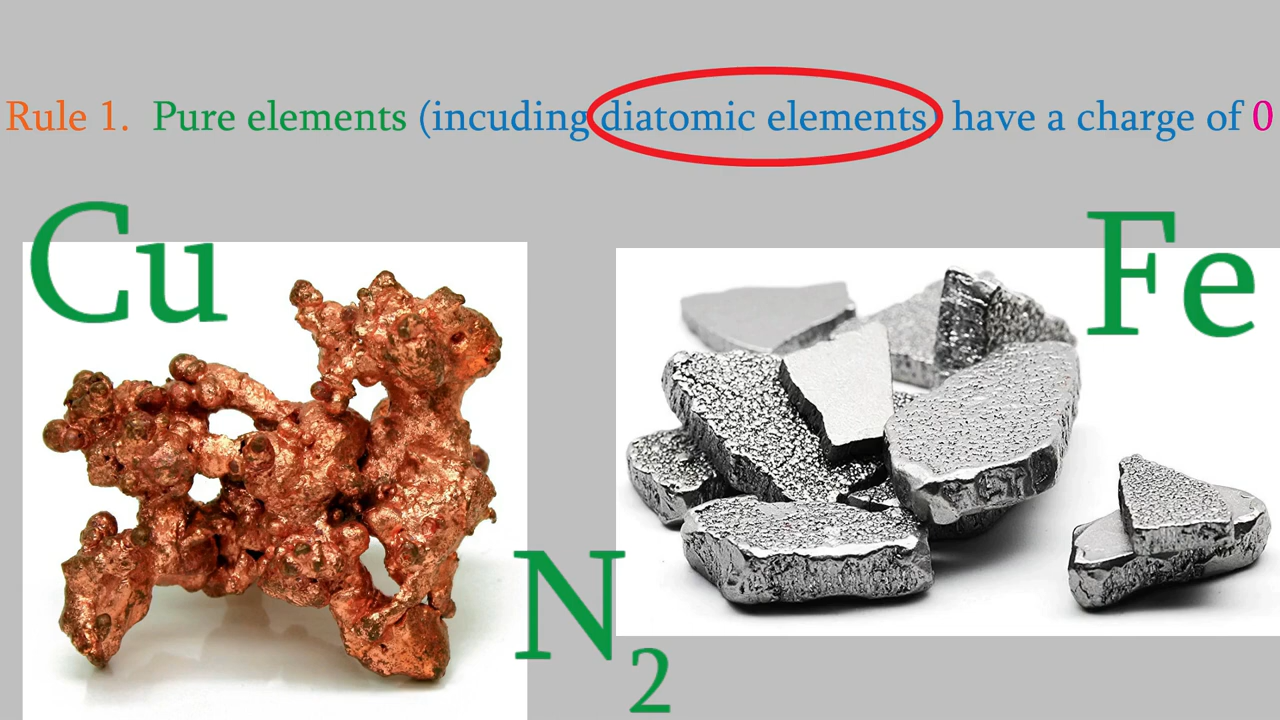 Rule 1. Pure elements (incuding diatomic elements) have a charge of 0
Cu
Fe
N2